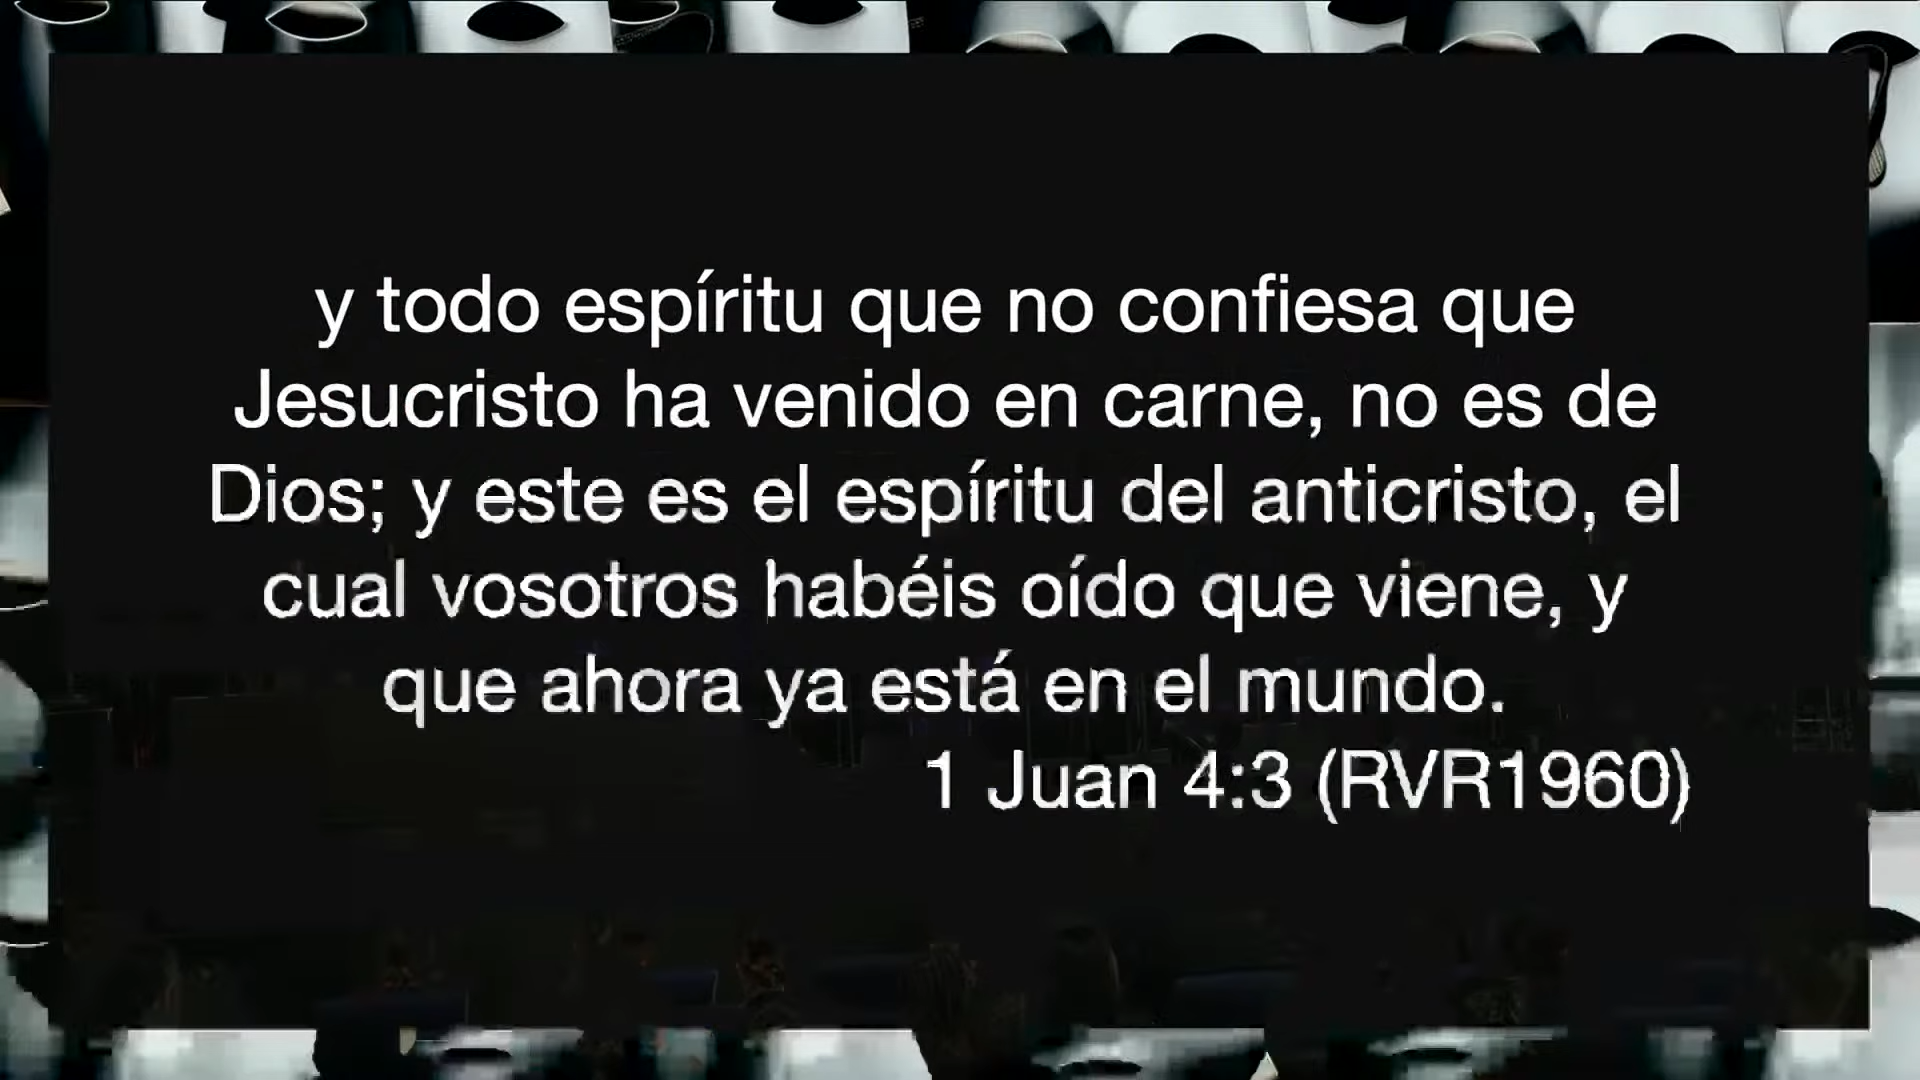 y todo espíritu que no confiesa que
Jesucristo ha venido en carne, no es de
Dios; y este es el espíritu del anticristo, el
cual vosotros habéis oído que viene, y
que ahora ya está en el mundo.
1 Juan 4:3 (RVR1960)